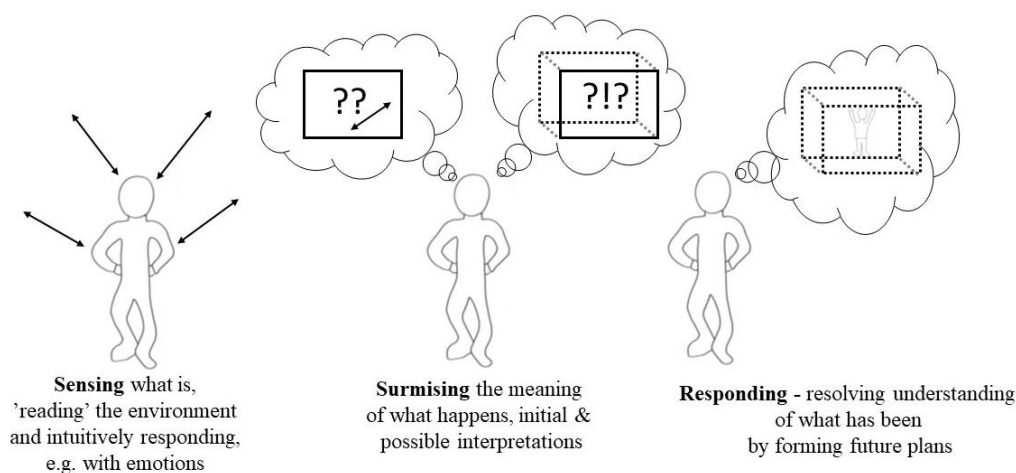 ??
?!?
Sensing what is,
’reading’ the environment
and intuitively responding,
e.g. with emotions
Surmising the meaning
of what happens, initial &
possible interpretations
Responding - resolving understanding
of what has been
by forming future plans